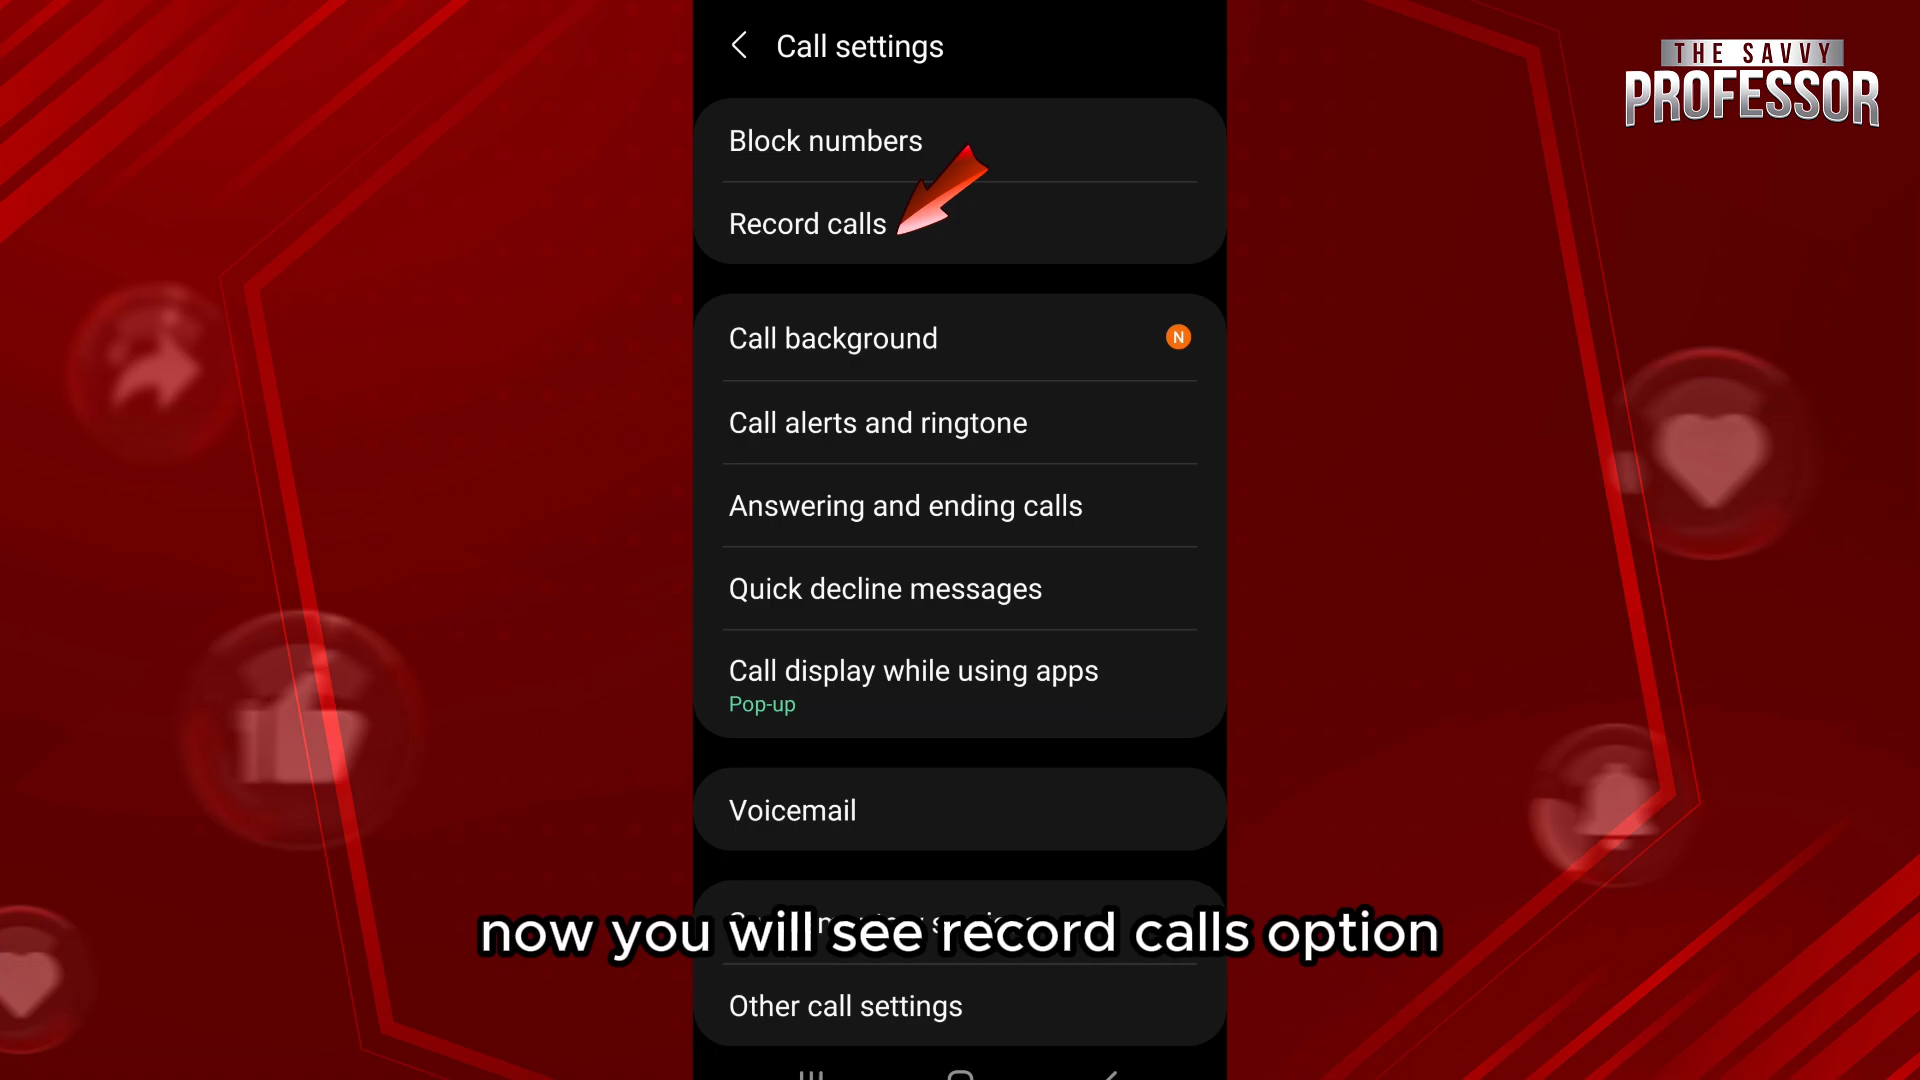 Call settings
THE SAVVY
PROFESSOR
Block numbers
Record calls
Call background
N
Call alerts and ringtone
Answering and ending calls
Quick decline messages
Call display while using apps
Pop-up
Voicemail
now you will see record calls option
Other call settings